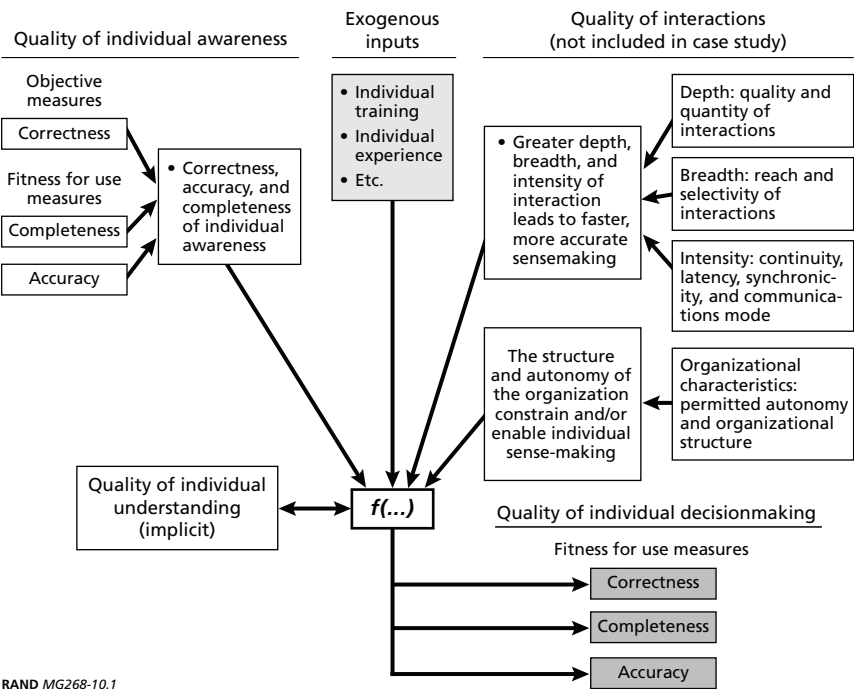 Quality of individual awareness
Objective
measures
Correctness
Fitness for use
measures
Completeness
Accuracy
• Correctness,
accuracy, and
completeness
of individual
awareness
Exogenous
inputs
• Individual
training
• Individual
experience
• Etc.
Quality of interactions
(not included in case study)
• Greater depth,
breadth, and
intensity of
interaction
leads to faster,
more accurate
sensemaking
Depth: quality and
quantity of
interactions
Breadth: reach and
selectivity of
interactions
Intensity: continuity,
latency, synchronic-
ity, and communica-
tions mode
The structure
and autonomy of
the organization
constrain and/or
enable individual
sense-making
Organizational
characteristics:
permitted autonomy
and organizational
structure
Quality of individual
understanding
(implicit)
f(...)
Quality of individual decisionmaking
Fitness for use measures
Correctness
Completeness
Accuracy
RAND MG268-10.1